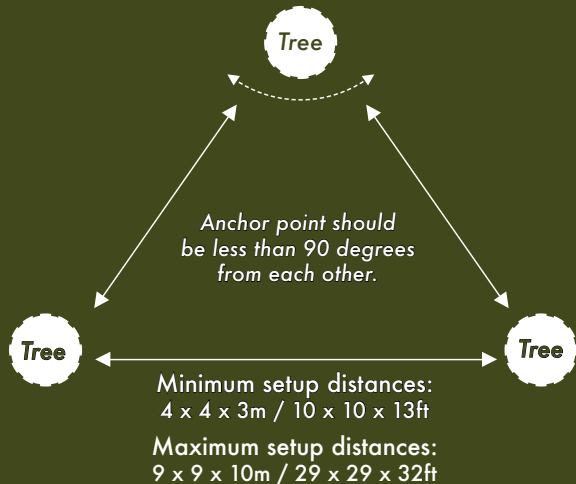 Tree
Anchor point should
be less than 90 degrees
from each other.
Tree
Tree
Minimum setup distances:
4 x 4 x 3m / 10 x 10 x 13ft
Maximum setup distances:
9 x 9 x 10m / 29 x 29 x 32ft